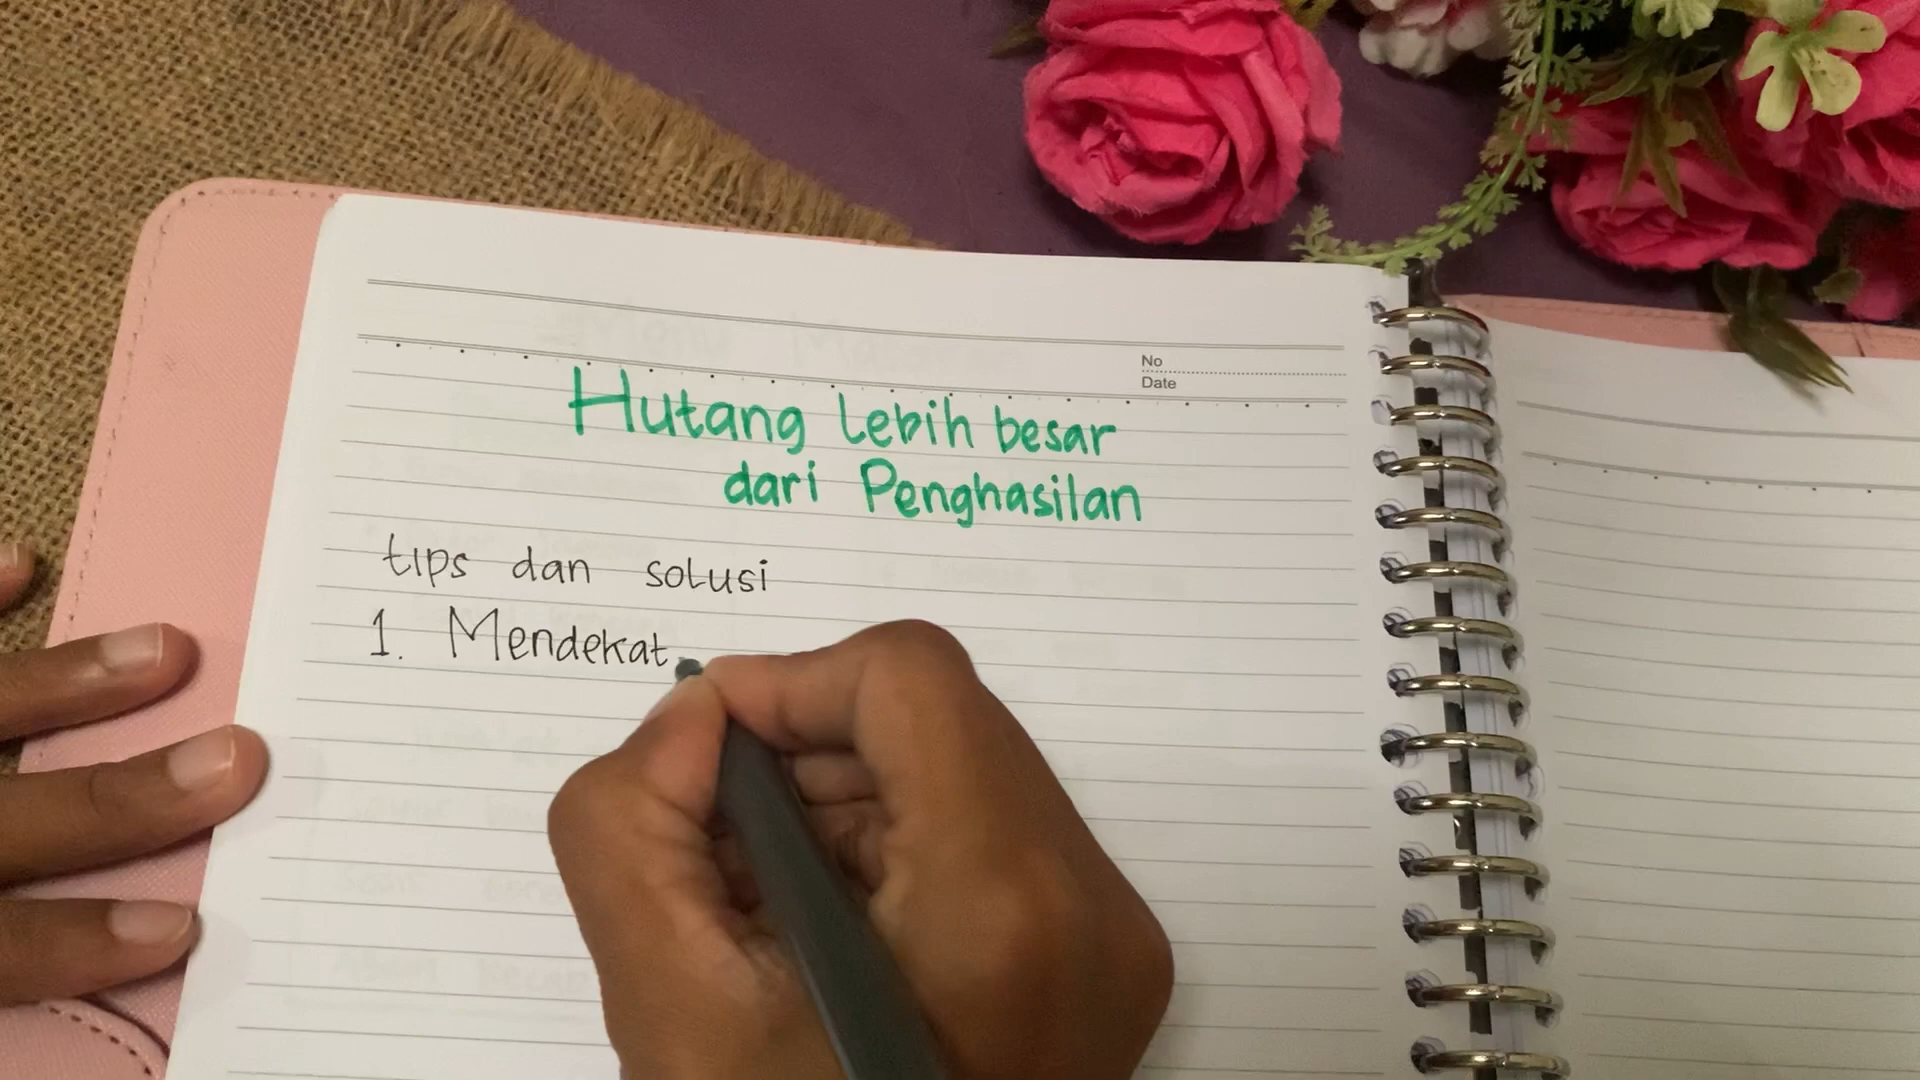 No
Date
Hutang Lebih besar
dari Penghasilan
tips dan solusi
1. Mendekat